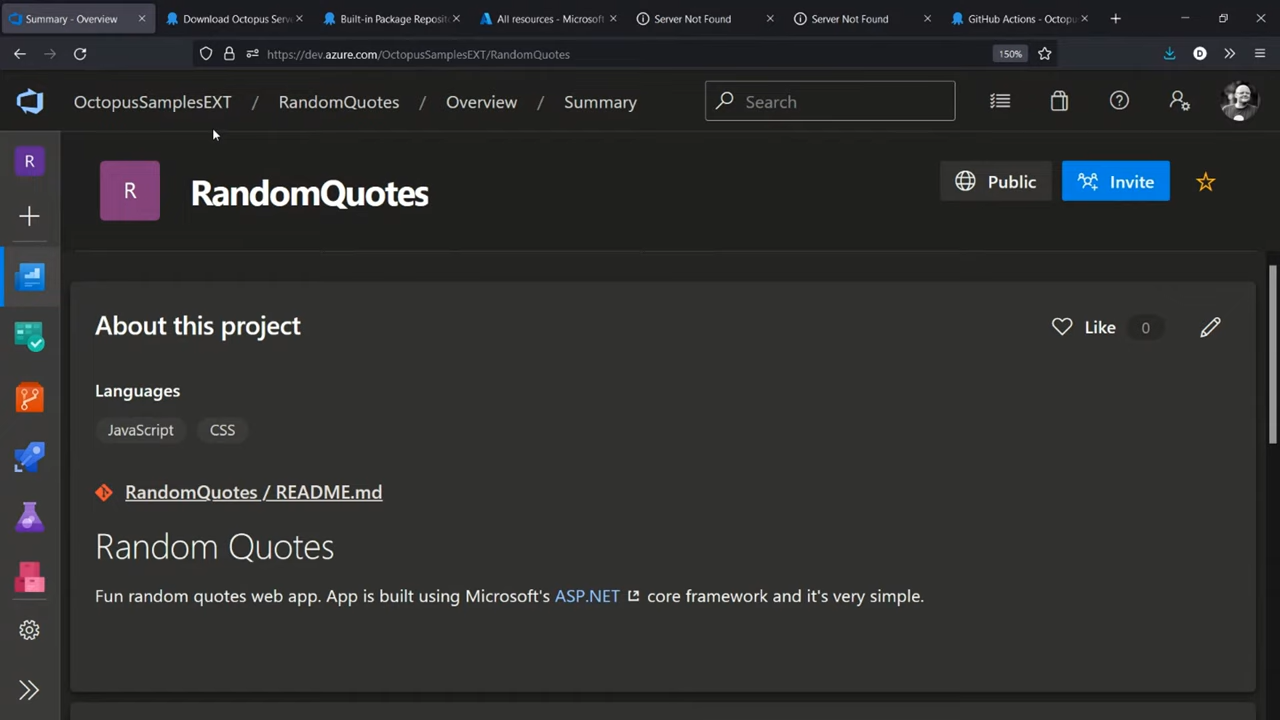 Summary - Overview
Download Octopus Serve
Built-in Package Reposit
All resources - Microsoft
Server Not Found
Server Not Found
GitHub Actions - Octopu
https://dev.azure.com/OctopusSamplesEXT/RandomQuotes
150%
D
OctopusSamplesEXT / RandomQuotes / Overview / Summary
Search
R
R
RandomQuotes
Public
Invite
About this project
Like 0
Languages
JavaScript CSS
RandomQuotes / README.md
Random Quotes
Fun random quotes web app. App is built using Microsoft's ASP.NET core framework and it's very simple.